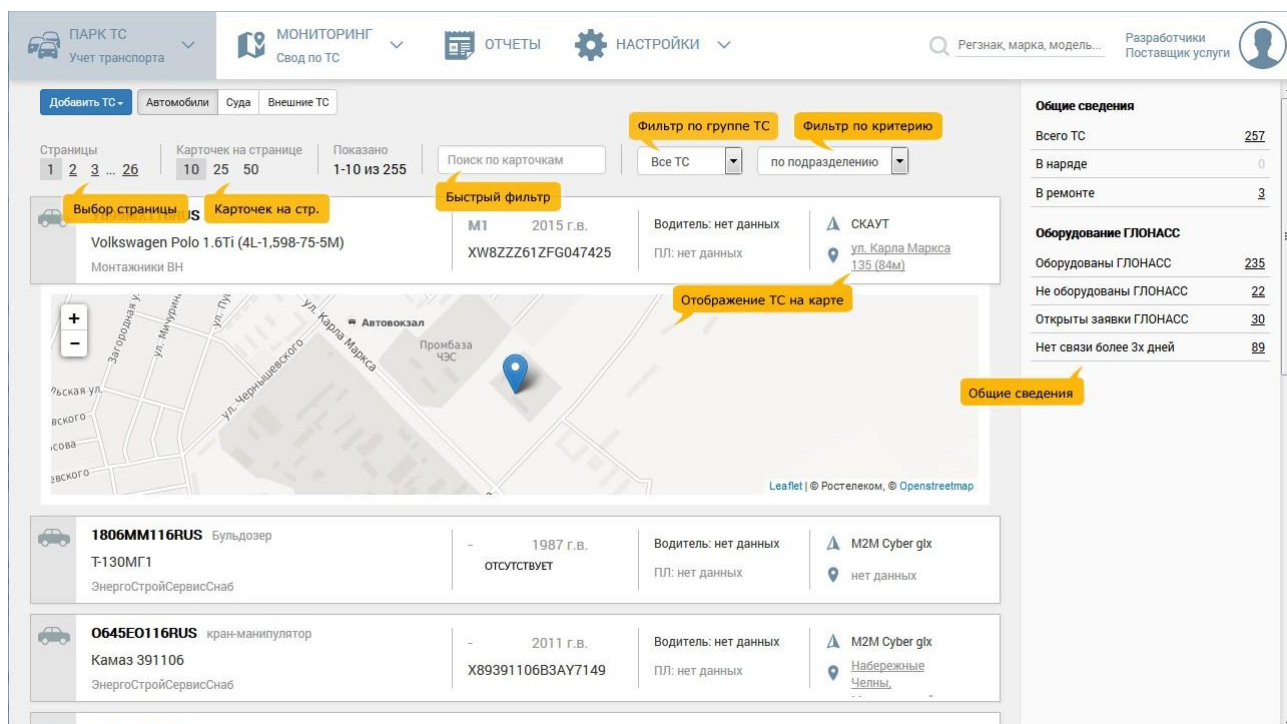 ПАРК ТС
Учет транспорта
МОНИТОРИНГ
Свод по ТС
ОТЧЕТЫ
НАСТРОЙКИ
Регзнак, марка, модель...
Разработчики
Поставщик услуги
Добавить ТС
Автомобили
Суда
Внешние ТС
Фильтр по группе ТС
Фильтр по критерию
Страницы
1 2 3 ... 26
Карточек на странице
10 25 50
Показано
1-10 из 255
Поиск по карточкам
Все ТС
по подразделению
Выбор страницы
Карточек на стр.
Быстрый фильтр
Volkswagen Polo 1.6Ti (4L-1,598-75-5M)
Монтажники ВН
M1 2015 г.в.
XW8ZZZ61ZFG047425
Водитель: нет данных
ПЛ: нет данных
СКАУТ
ул. Карла Маркса
135 (84м)
Отображение ТС на карте
+
−
Загородная
ул. Мичурин
ул. Карла Маркса
Автовокзал
Промбаза
ЧЭС
ул. Чернышевского
Leaflet | © Ростелеком, © Openstreetmap
1806MM116RUS Бульдозер
Т-130МГ1
ЭнергоСтройСервисСнаб
- 1987 г.в.
ОТСУТСТВУЕТ
Водитель: нет данных
ПЛ: нет данных
M2M Cyber glx
нет данных
O645EO116RUS кран-манипулятор
Камаз 391106
ЭнергоСтройСервисСнаб
- 2011 г.в.
X89391106B3AY7149
Водитель: нет данных
ПЛ: нет данных
M2M Cyber glx
Набережные
Челны,
Общие сведения
Всего ТС 257
В наряде 0
В ремонте 3
Оборудование ГЛОНАСС
Оборудованы ГЛОНАСС 235
Не оборудованы ГЛОНАСС 22
Открыты заявки ГЛОНАСС 30
Нет связи более 3х дней 89
Общие сведения